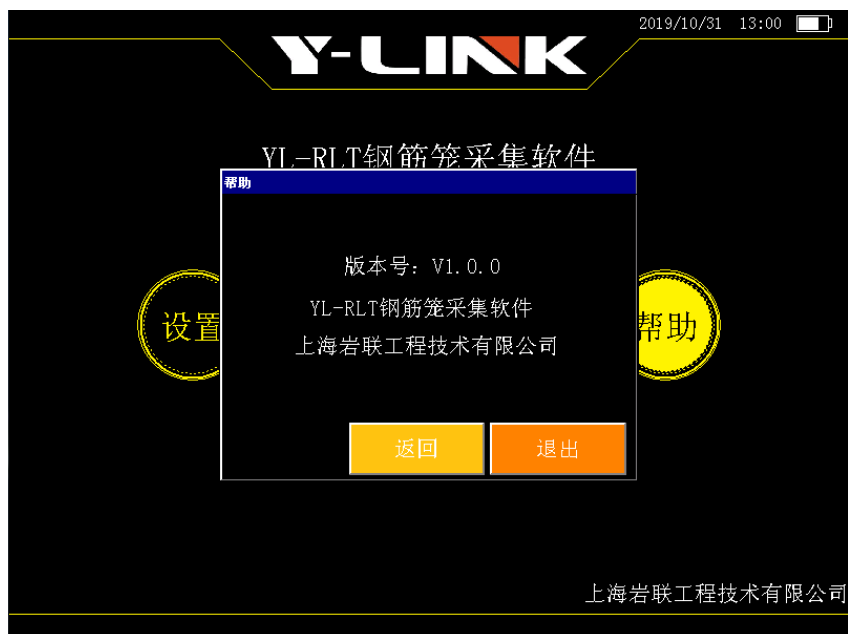 2019/10/31 13:00
Y-LINK
YL-RLT钢筋笼采集软件
帮助
版本号：V1.0.0
YL-RLT钢筋笼采集软件
上海岩联工程技术有限公司
设置
帮助
返回
退出
上海岩联工程技术有限公司